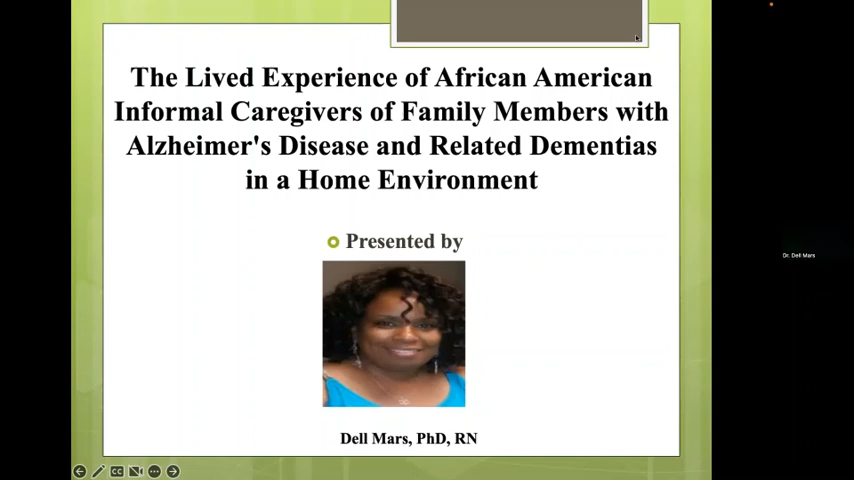 The Lived Experience of African American
Informal Caregivers of Family Members with
Alzheimer's Disease and Related Dementias
in a Home Environment
Presented by
Dr. Dell Mars
Dell Mars, PhD, RN
CC